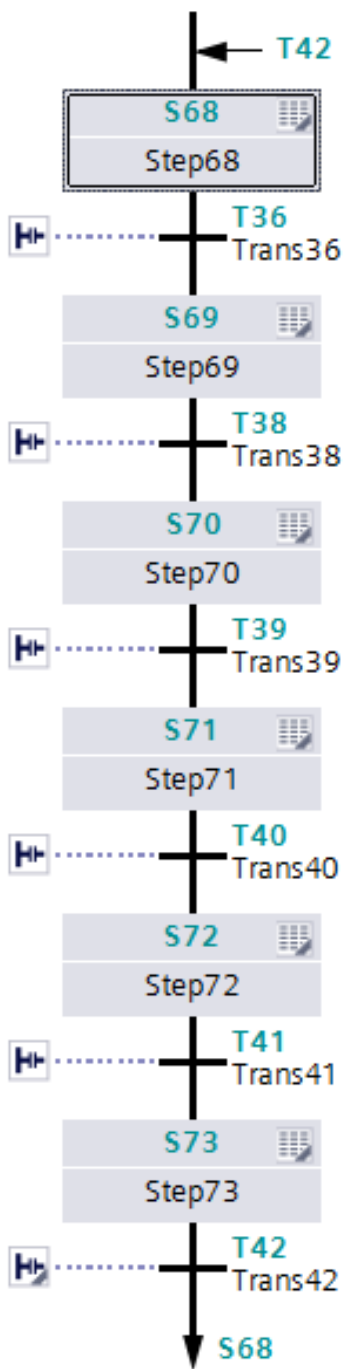 T42
S68
Step68
T36
Trans36
S69
Step69
T38
Trans38
S70
Step70
T39
Trans39
S71
Step71
T40
Trans40
S72
Step72
T41
Trans41
S73
Step73
T42
Trans42
S68